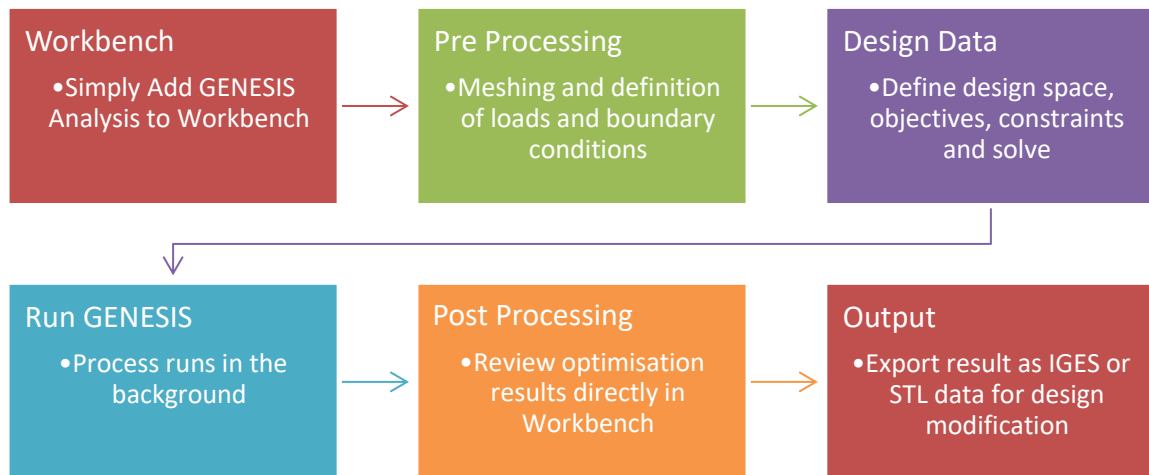 Workbench
•Simply Add GENESIS
Analysis to Workbench
Pre Processing
•Meshing and definition
of loads and boundary
conditions
Design Data
•Define design space,
objectives, constraints
and solve
Run GENESIS
•Process runs in the
background
Post Processing
•Review optimisation
results directly in
Workbench
Output
•Export result as IGES or
STL data for design
modification